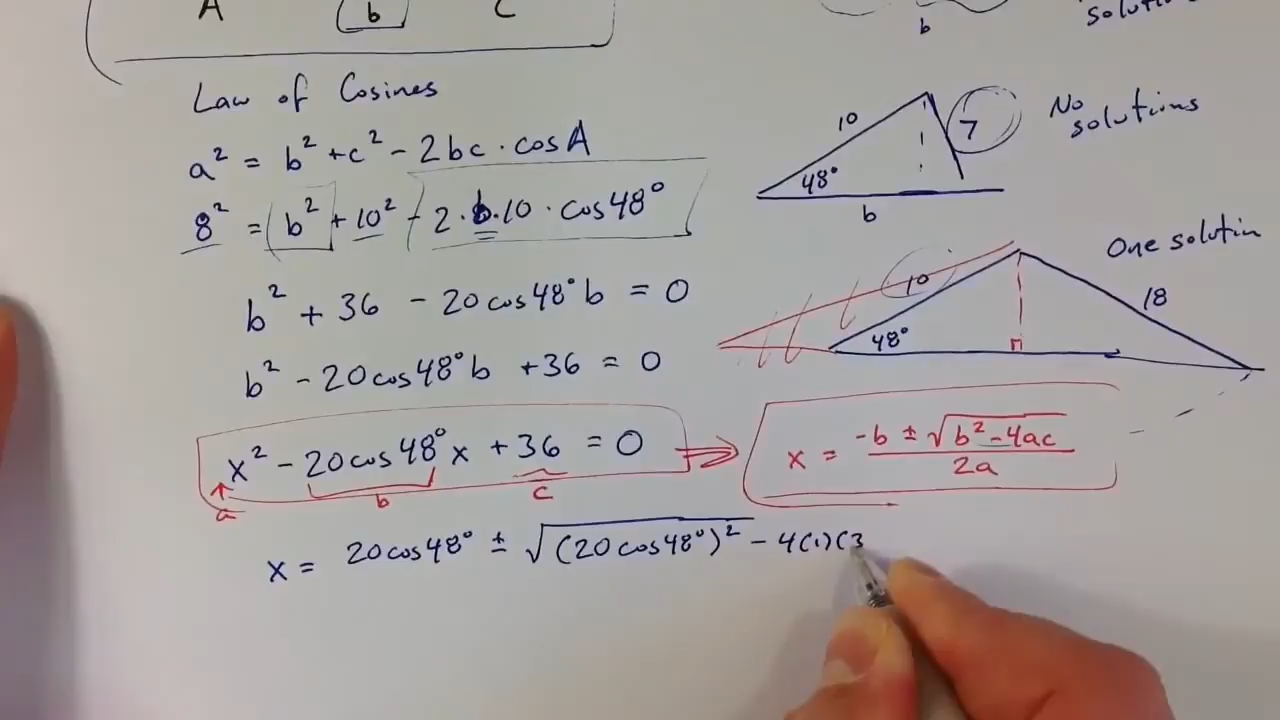 A b C
b
soluti
Law of Cosines
a² = b² + c² - 2bc · cos A
8² = b² + 10² - 2 · b · 10 · cos 48°
b² + 36 - 20 cos 48° b = 0
b² - 20 cos 48° b + 36 = 0
x² - 20 cos 48° x + 36 = 0
a b c
x = 20 cos 48° ± √(20 cos 48°)² - 4(1)(3
10
7
48°
b
No
solutions
One solutin
10
18
48°
x = -b ± √b² - 4ac
2a